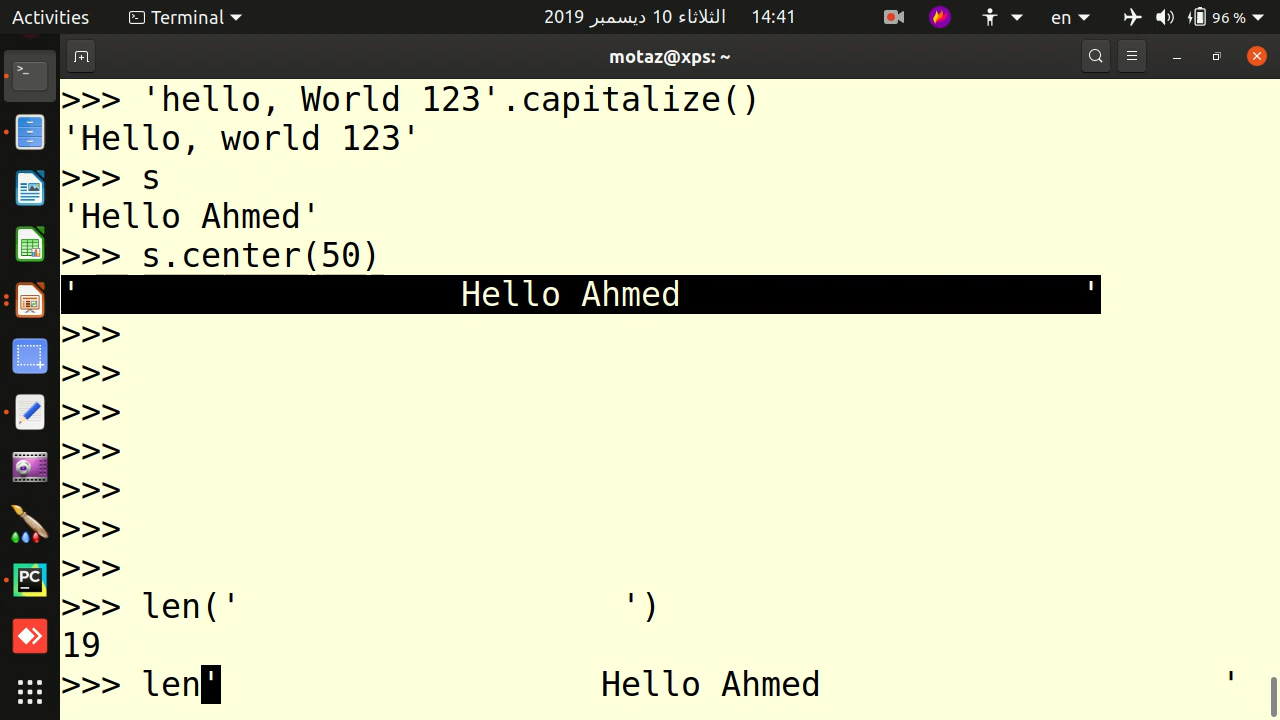 Activities Terminal الثلاثاء 10 ديسمبر 2019 14:41 en 96 %
motaz@xps: ~
>>> 'hello, World 123'.capitalize()
'Hello, world 123'
>>> s
'Hello Ahmed'
>>> s.center(50)
'                   Hello Ahmed                    '
>>>
>>>
>>>
>>>
>>>
>>>
>>>
>>> len('                   ')
19
>>> len'                   Hello Ahmed                    '
PC